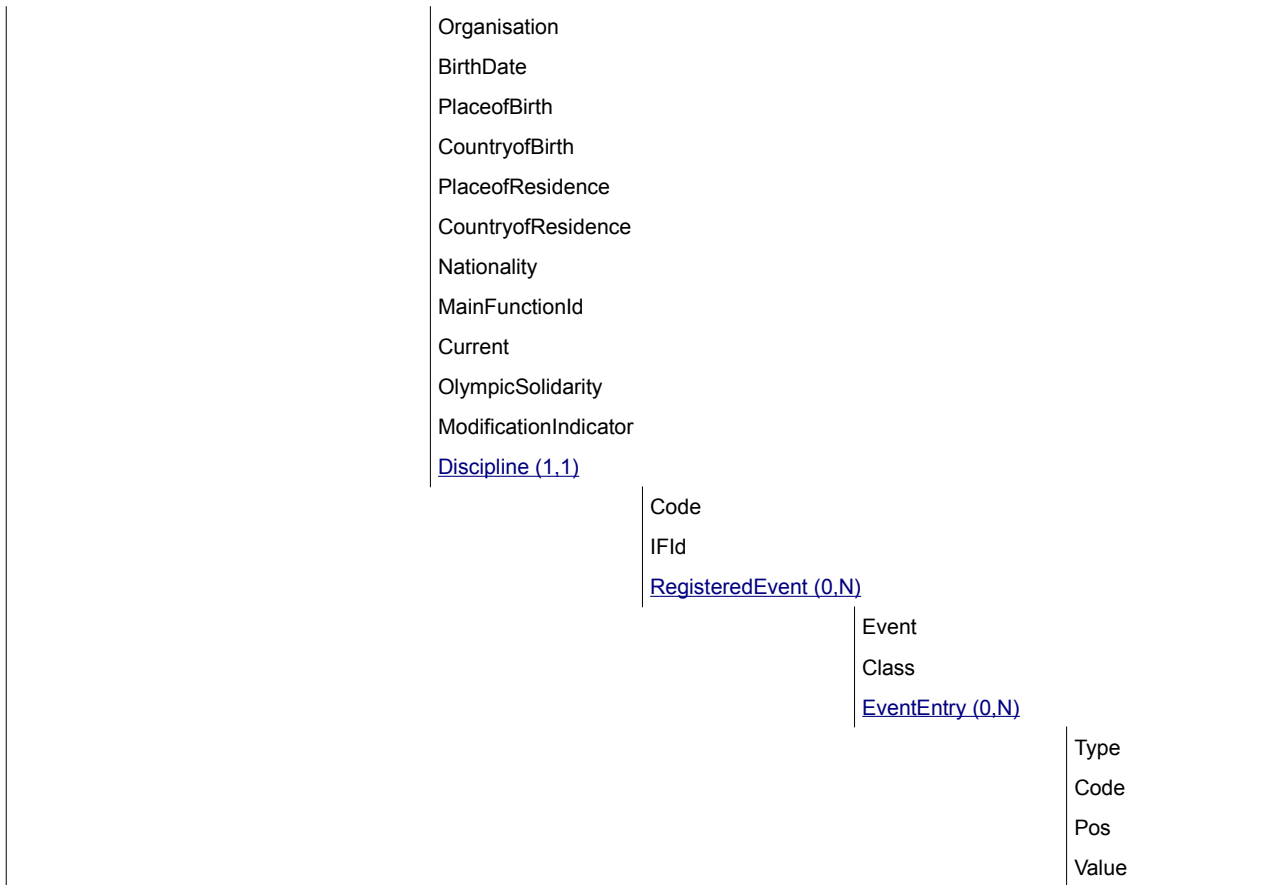 Organisation
BirthDate
PlaceofBirth
CountryofBirth
PlaceofResidence
CountryofResidence
Nationality
MainFunctionId
Current
OlympicSolidarity
ModificationIndicator
Discipline (1,1)
Code
IFId
RegisteredEvent (0,N)
Event
Class
EventEntry (0,N)
Type
Code
Pos
Value